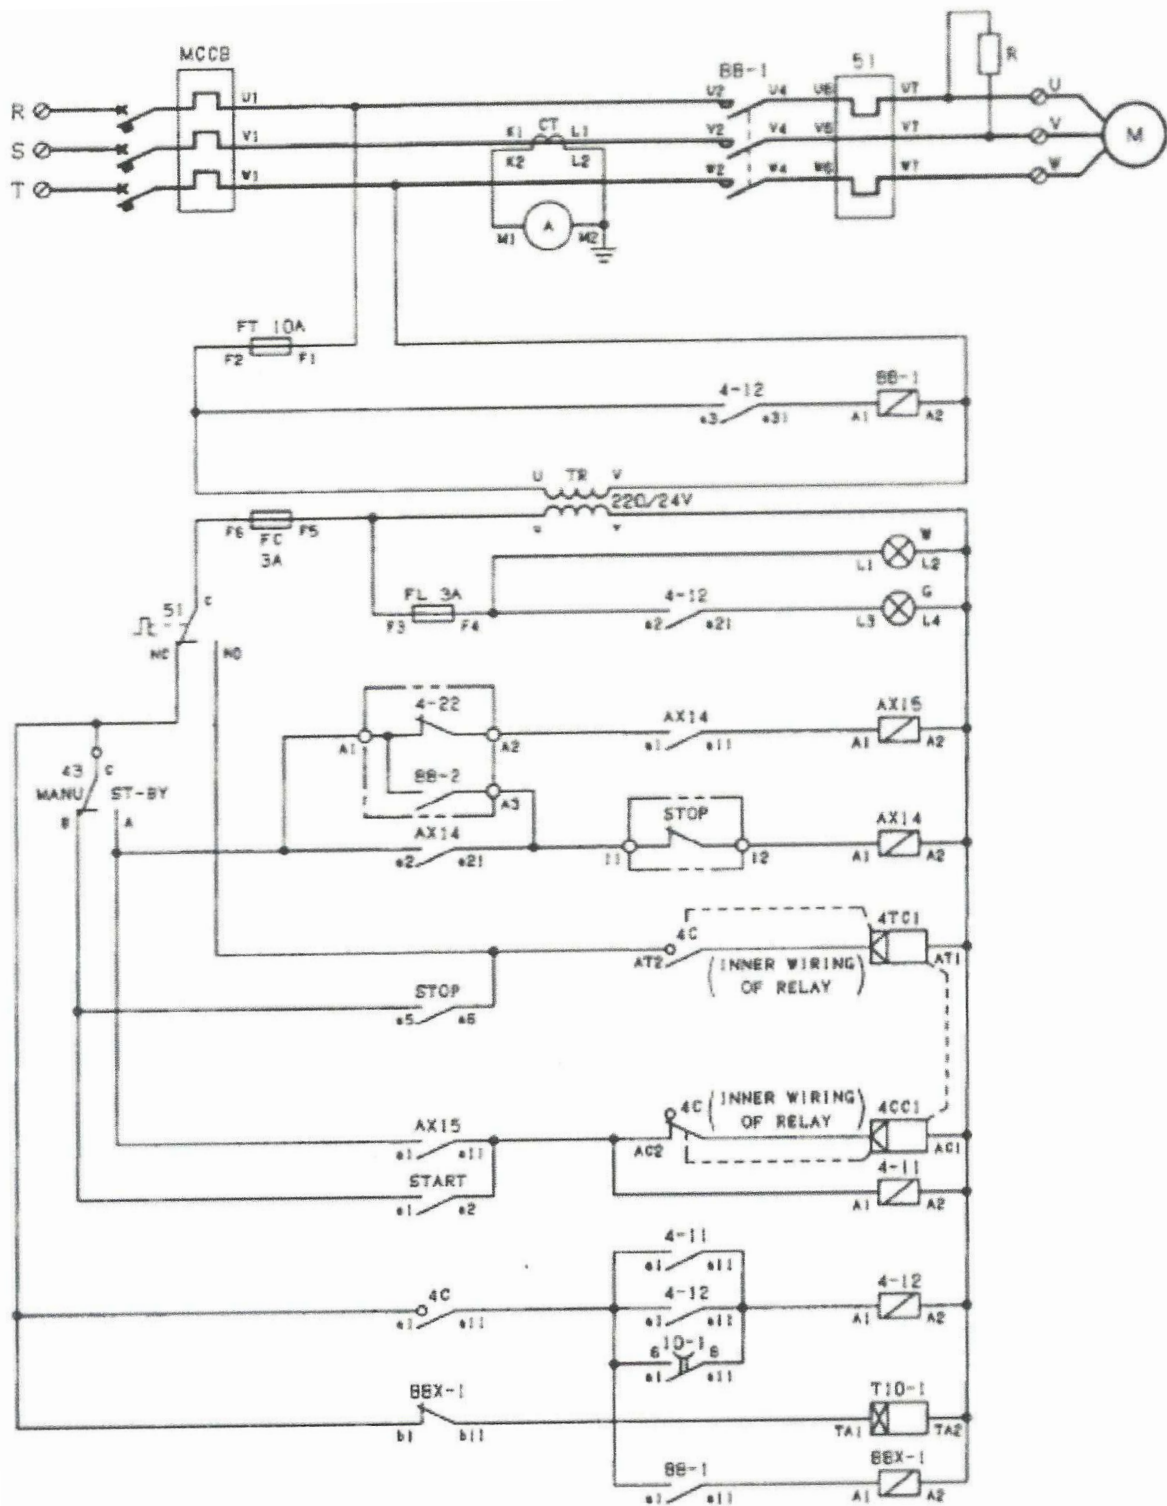 MCCB
BB-1
51
R
R
U1
U2
U4
U6
U7
U
S
V1
K1 CT L1
V2
V4
V6
V7
V
M
K2 L2
T
W1
W2
W4
W6
W7
W
M1 A M2
FT 10A
F2 F1
4-12
BB-1
a3 a31
A1 A2
U TR V
220/24V
u v
F6 FC F5
3A
W
L1 L2
FL 3A
F3 F4
4-12
a2 a21
G
L3 L4
51
C
NC
NO
4-22
A1
A2
AX14
a1 a11
AX15
A1 A2
43
C
MANU
ST-BY
B
A
BB-2
A3
AX14
a2 a21
STOP
I1 I2
AX14
A1 A2
4C
AT2
(INNER WIRING
OF RELAY)
4TC1
AT1
STOP
a5 a6
4C
(INNER WIRING
OF RELAY)
4CC1
AX15
a1 a11
AC2
AC1
START
a1 a2
4-11
A1 A2
4-11
a1 a11
4C
a1 a11
4-12
a1 a11
4-12
A1 A2
10-1
6 8
a1 a11
BBX-1
b1 b11
T10-1
TA1 TA2
BB-1
a1 a11
BBX-1
A1 A2